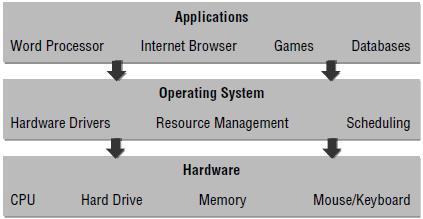 Applications
Word Processor Internet Browser Games Databases
Operating System
Hardware Drivers Resource Management Scheduling
Hardware
CPU Hard Drive Memory Mouse/Keyboard